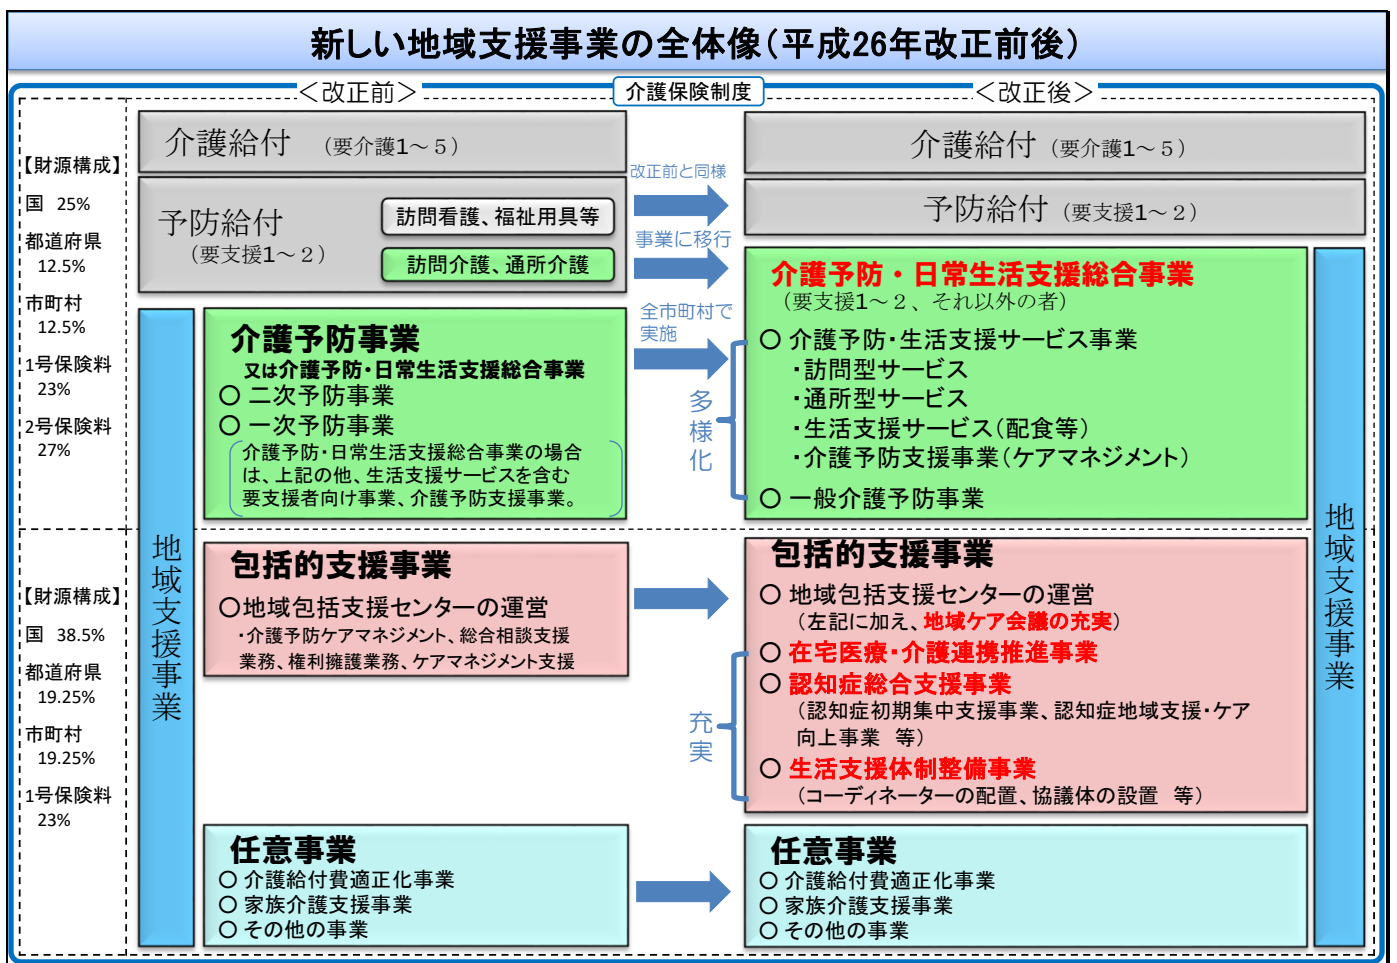 新しい地域支援事業の全体像(平成26年改正前後)
介護保険制度
<改正前>
<改正後>
【財源構成】
国 25%
都道府県
12.5%
市町村
12.5%
1号保険料
23%
2号保険料
27%
【財源構成】
国 38.5%
都道府県
19.25%
市町村
19.25%
1号保険料
23%
介護給付 (要介護1～5)
予防給付
(要支援1～2)
訪問看護、福祉用具等
訪問介護、通所介護
地域支援事業
介護予防事業
又は介護予防・日常生活支援総合事業
○ 二次予防事業
○ 一次予防事業
介護予防・日常生活支援総合事業の場合
は、上記の他、生活支援サービスを含む
要支援者向け事業、介護予防支援事業。
包括的支援事業
○地域包括支援センターの運営
・介護予防ケアマネジメント、総合相談支援
業務、権利擁護業務、ケアマネジメント支援
任意事業
○ 介護給付費適正化事業
○ 家族介護支援事業
○ その他の事業
改正前と同様
事業に移行
全市町村で
実施
多様化
充実
介護給付 (要介護1～5)
予防給付 (要支援1～2)
介護予防・日常生活支援総合事業
(要支援1～2、それ以外の者)
○ 介護予防・生活支援サービス事業
・訪問型サービス
・通所型サービス
・生活支援サービス(配食等)
・介護予防支援事業(ケアマネジメント)
○ 一般介護予防事業
包括的支援事業
○ 地域包括支援センターの運営
(左記に加え、地域ケア会議の充実)
○ 在宅医療・介護連携推進事業
○ 認知症総合支援事業
(認知症初期集中支援事業、認知症地域支援・ケア
向上事業 等)
○ 生活支援体制整備事業
(コーディネーターの配置、協議体の設置 等)
任意事業
○ 介護給付費適正化事業
○ 家族介護支援事業
○ その他の事業
地域支援事業